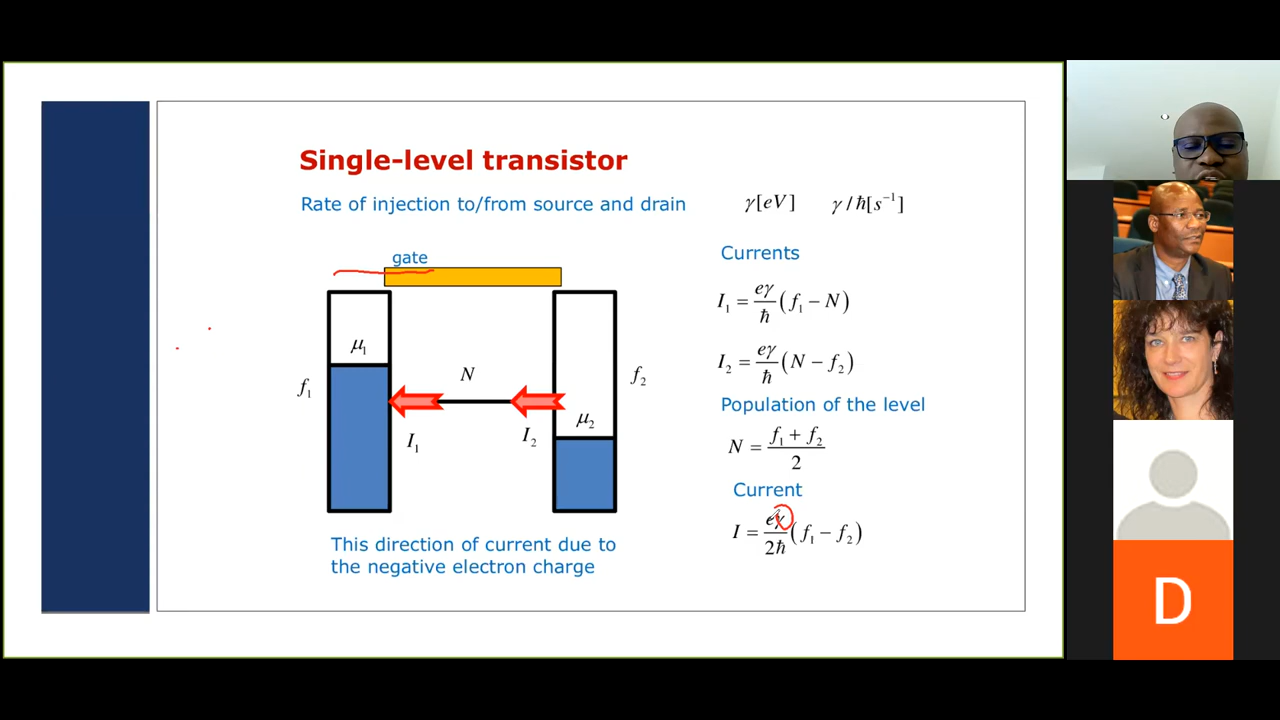 Single-level transistor
Rate of injection to/from source and drain
γ[eV] γ/ħ[s⁻¹]
gate
μ₁
f₁
N
I₁
I₂
μ₂
f₂
This direction of current due to
the negative electron charge
Currents
I₁ = eγ/ħ (f₁ − N)
I₂ = eγ/ħ (N − f₂)
Population of the level
N = f₁ + f₂ / 2
Current
I = eγ/2ħ (f₁ − f₂)
D